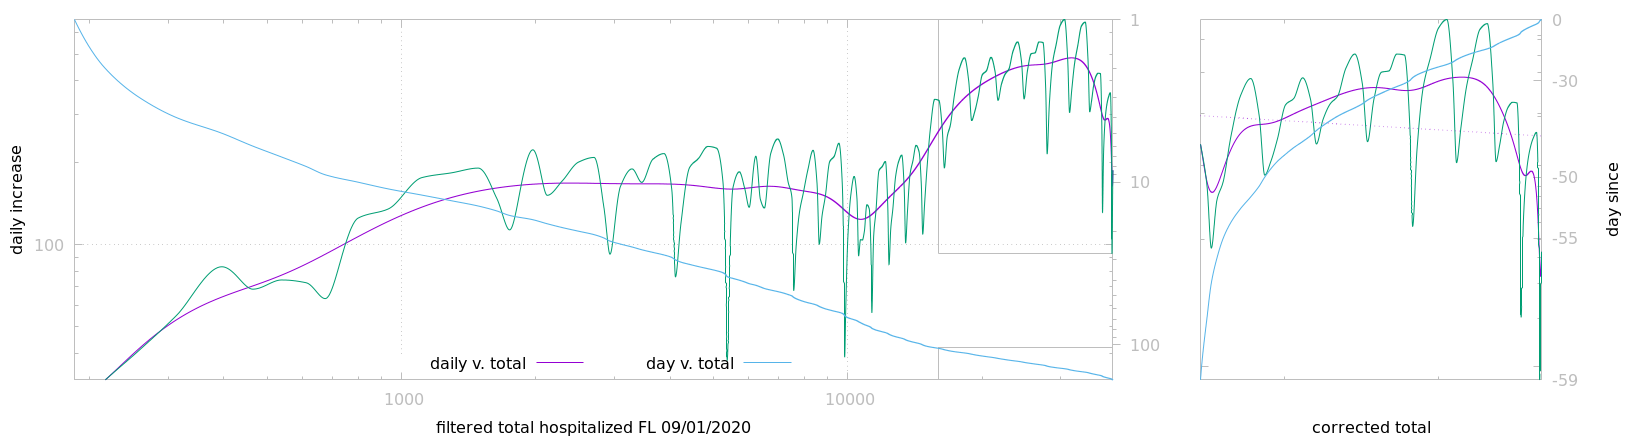 daily increase
100
1
10
100
daily v. total
day v. total
1000
10000
filtered total hospitalized FL 09/01/2020
0
-30
-50
-55
-59
day since
corrected total